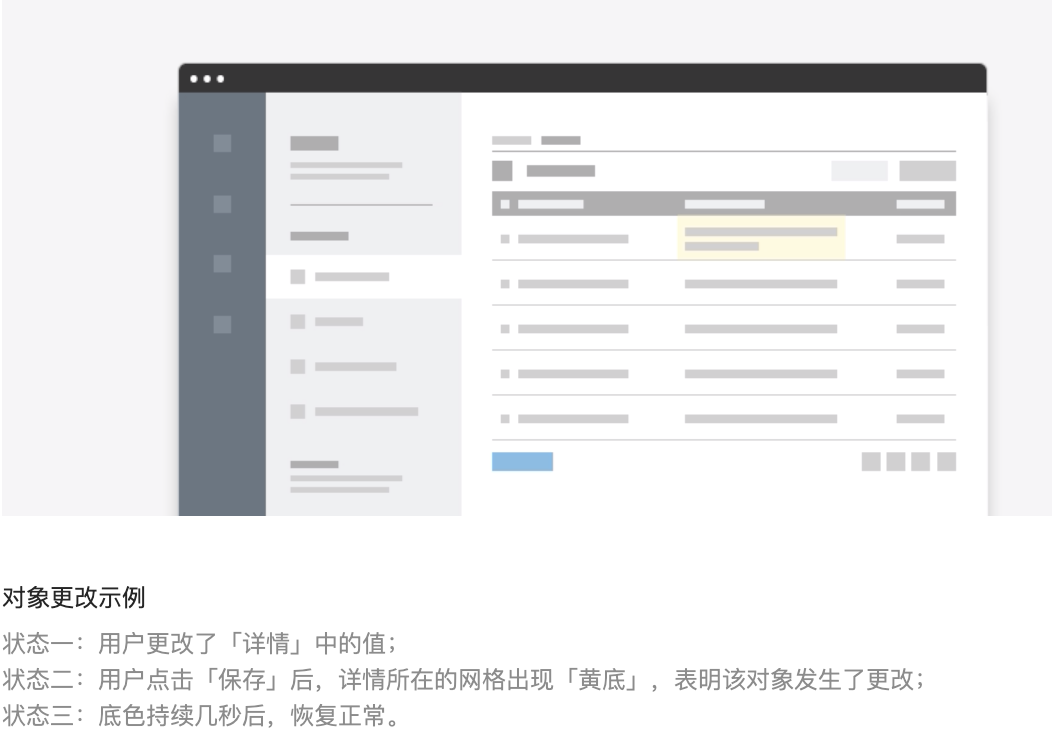 对象更改示例
状态一：用户更改了「详情」中的值；
状态二：用户点击「保存」后，详情所在的网格出现「黄底」，表明该对象发生了更改；
状态三：底色持续几秒后，恢复正常。